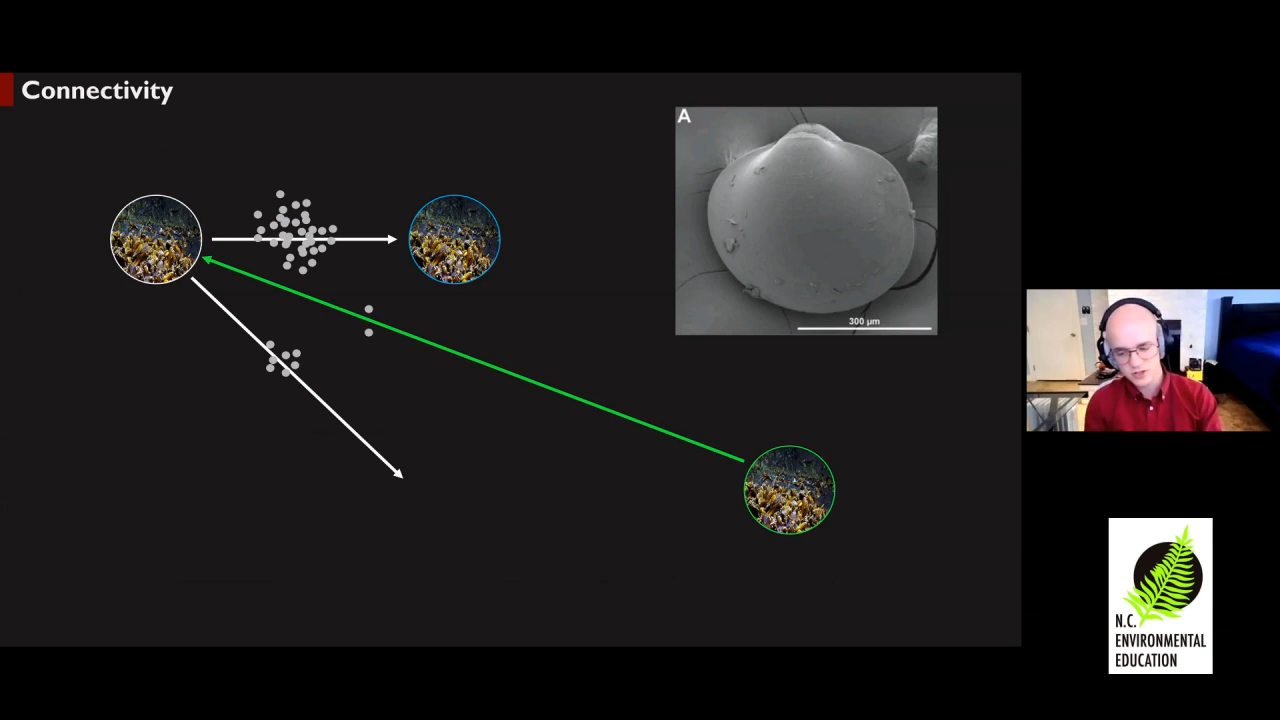 Connectivity
A
300 µm
N.C.
ENVIRONMENTAL
EDUCATION